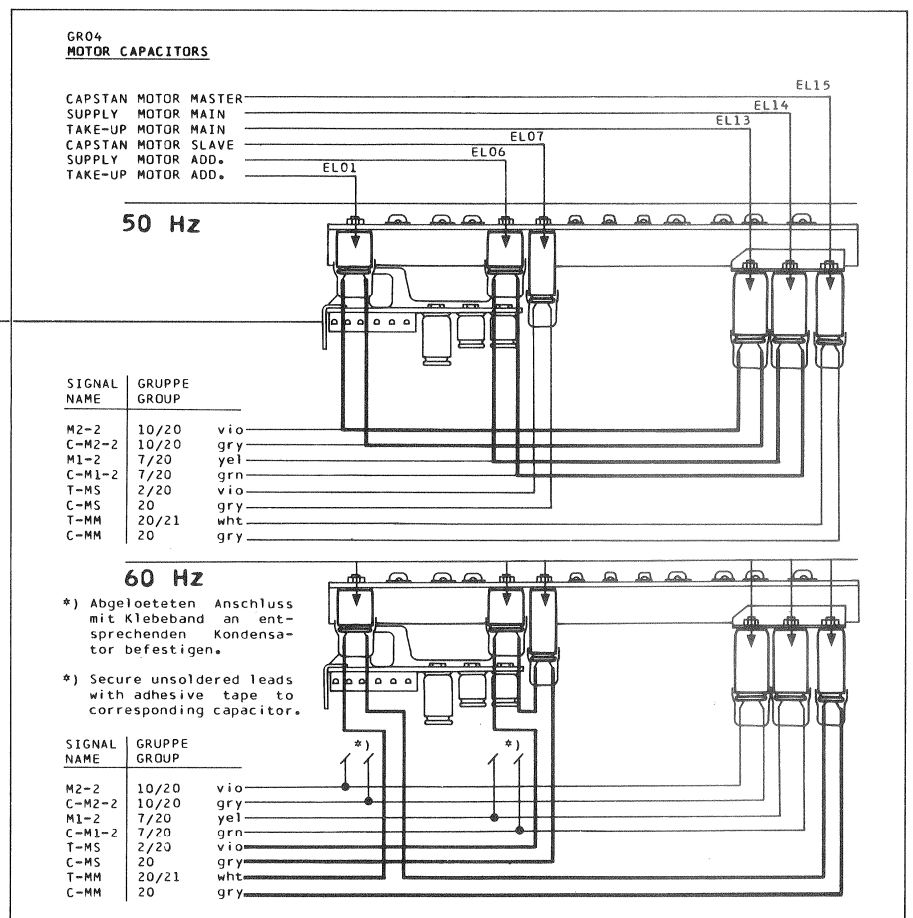 GR04
MOTOR CAPACITORS
CAPSTAN MOTOR MASTER
SUPPLY MOTOR MAIN
TAKE-UP MOTOR MAIN
CAPSTAN MOTOR SLAVE
SUPPLY MOTOR ADD.
TAKE-UP MOTOR ADD.
EL15
EL14
EL13
EL07
EL06
EL01
50 Hz
SIGNAL NAME GRUPPE GROUP
M2-2 10/20 vio
C-M2-2 10/20 gry
M1-2 7/20 yel
C-M1-2 7/20 grn
T-MS 2/20 vio
C-MS 20 gry
T-MM 20/21 wht
C-MM 20 gry
60 Hz
*) Abgeloeteten Anschluss
mit Klebeband an ent-
sprechenden Kondensa-
tor befestigen.
*) Secure unsoldered leads
with adhesive tape to
corresponding capacitor.
*)
*)
SIGNAL NAME GRUPPE GROUP
M2-2 10/20 vio
C-M2-2 10/20 gry
M1-2 7/20 yel
C-M1-2 7/20 grn
T-MS 2/20 vio
C-MS 20 gry
T-MM 20/21 wht
C-MM 20 gry